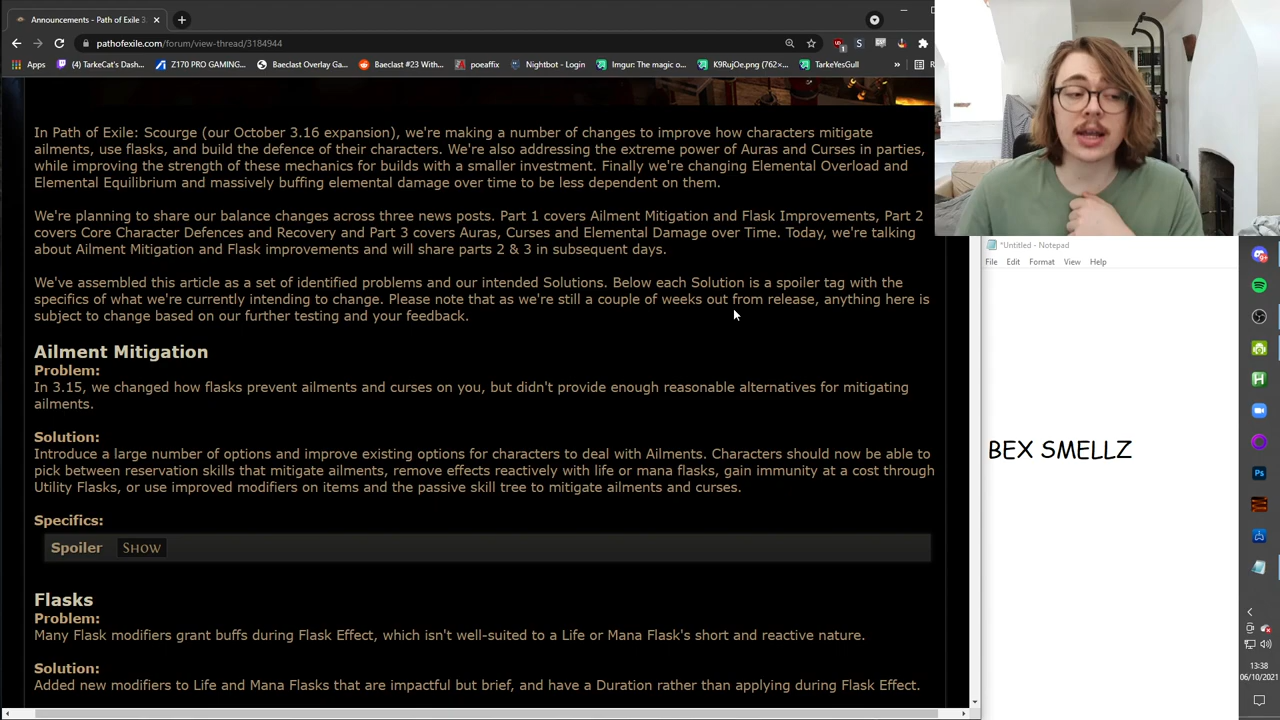 Announcements - Path of Exile 3.
pathofexile.com/forum/view-thread/3184944
Apps
(4) TarkeCat's Dash...
Z170 PRO GAMING...
Baeclast Overlay Ga...
Baeclast #23 With...
poeaffix
Nightbot - Login
Imgur: The magic o...
K9RujOe.png (762×...
TarkeYesGull
In Path of Exile: Scourge (our October 3.16 expansion), we're making a number of changes to improve how characters mitigate
ailments, use flasks, and build the defence of their characters. We're also addressing the extreme power of Auras and Curses in parties,
while improving the strength of these mechanics for builds with a smaller investment. Finally we're changing Elemental Overload and
Elemental Equilibrium and massively buffing elemental damage over time to be less dependent on them.
We're planning to share our balance changes across three news posts. Part 1 covers Ailment Mitigation and Flask Improvements, Part 2
covers Core Character Defences and Recovery and Part 3 covers Auras, Curses and Elemental Damage over Time. Today, we're talking
about Ailment Mitigation and Flask improvements and will share parts 2 & 3 in subsequent days.
We've assembled this article as a set of identified problems and our intended Solutions. Below each Solution is a spoiler tag with the
specifics of what we're currently intending to change. Please note that as we're still a couple of weeks out from release, anything here is
subject to change based on our further testing and your feedback.
Ailment Mitigation
Problem:
In 3.15, we changed how flasks prevent ailments and curses on you, but didn't provide enough reasonable alternatives for mitigating
ailments.
Solution:
Introduce a large number of options and improve existing options for characters to deal with Ailments. Characters should now be able to
pick between reservation skills that mitigate ailments, remove effects reactively with life or mana flasks, gain immunity at a cost through
Utility Flasks, or use improved modifiers on items and the passive skill tree to mitigate ailments and curses.
Specifics:
Spoiler Show
Flasks
Problem:
Many Flask modifiers grant buffs during Flask Effect, which isn't well-suited to a Life or Mana Flask's short and reactive nature.
Solution:
Added new modifiers to Life and Mana Flasks that are impactful but brief, and have a Duration rather than applying during Flask Effect.
*Untitled - Notepad
File Edit Format View Help
BEX SMELLZ
13:38
06/10/2021